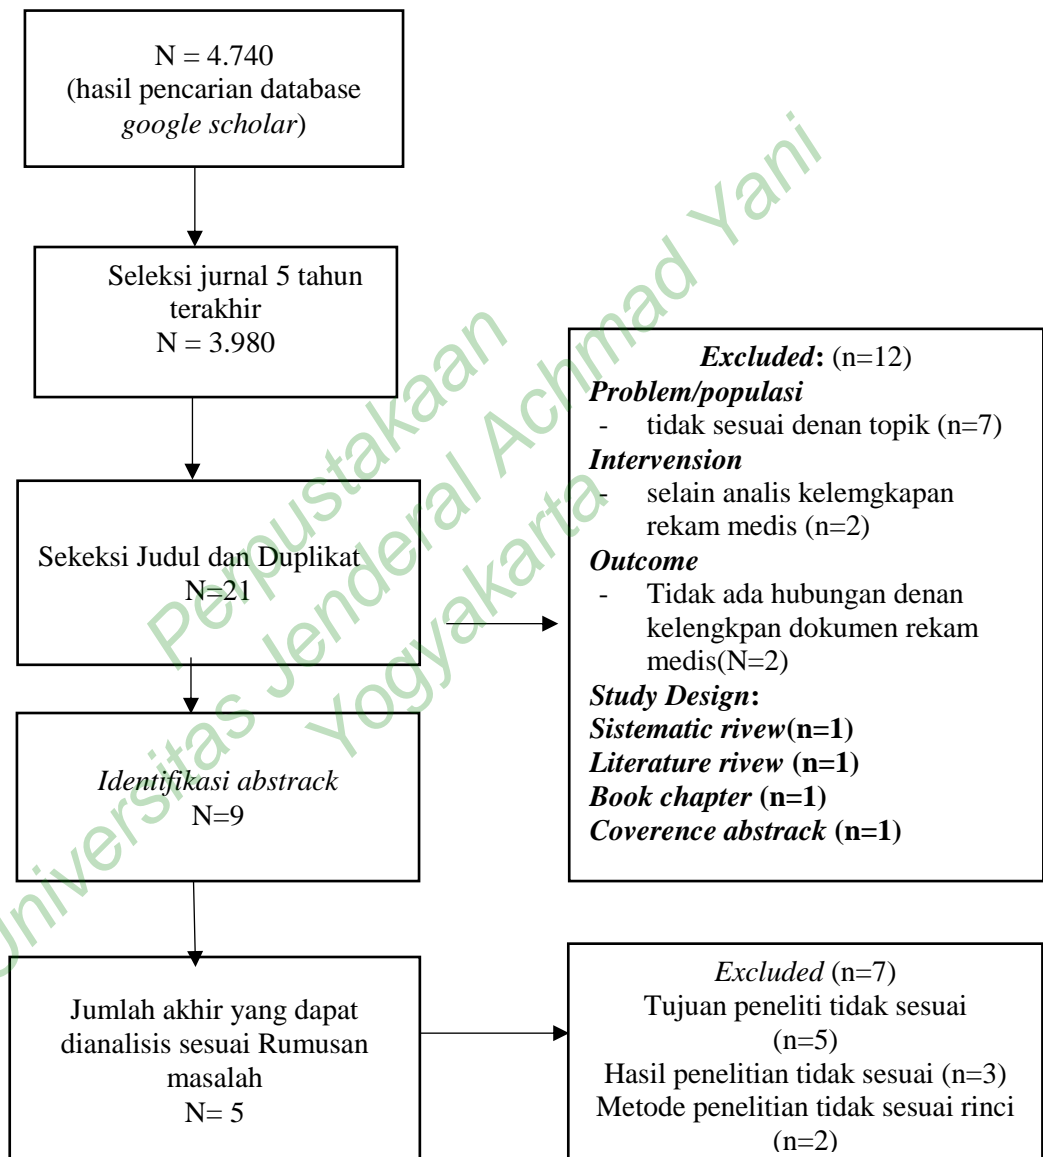 N = 4.740
(hasil pencarian database
google scholar)
Seleksi jurnal 5 tahun
terakhir
N = 3.980
Sekeksi Judul dan Duplikat
N=21
Excluded: (n=12)
Problem/populasi
- tidak sesuai denan topik (n=7)
Intervension
- selain analis kelemgkapan
rekam medis (n=2)
Outcome
- Tidak ada hubungan denan
kelengkpan dokumen rekam
medis(N=2)
Study Design:
Sistematic rivew(n=1)
Literature rivew (n=1)
Book chapter (n=1)
Coverence abstrack (n=1)
Identifikasi abstrack
N=9
Jumlah akhir yang dapat
dianalisis sesuai Rumusan
masalah
N= 5
Excluded (n=7)
Tujuan peneliti tidak sesuai
(n=5)
Hasil penelitian tidak sesuai (n=3)
Metode penelitian tidak sesuai rinci
(n=2)
Perpustakaan
Universitas Jenderal Achmad Yani
Yogyakarta